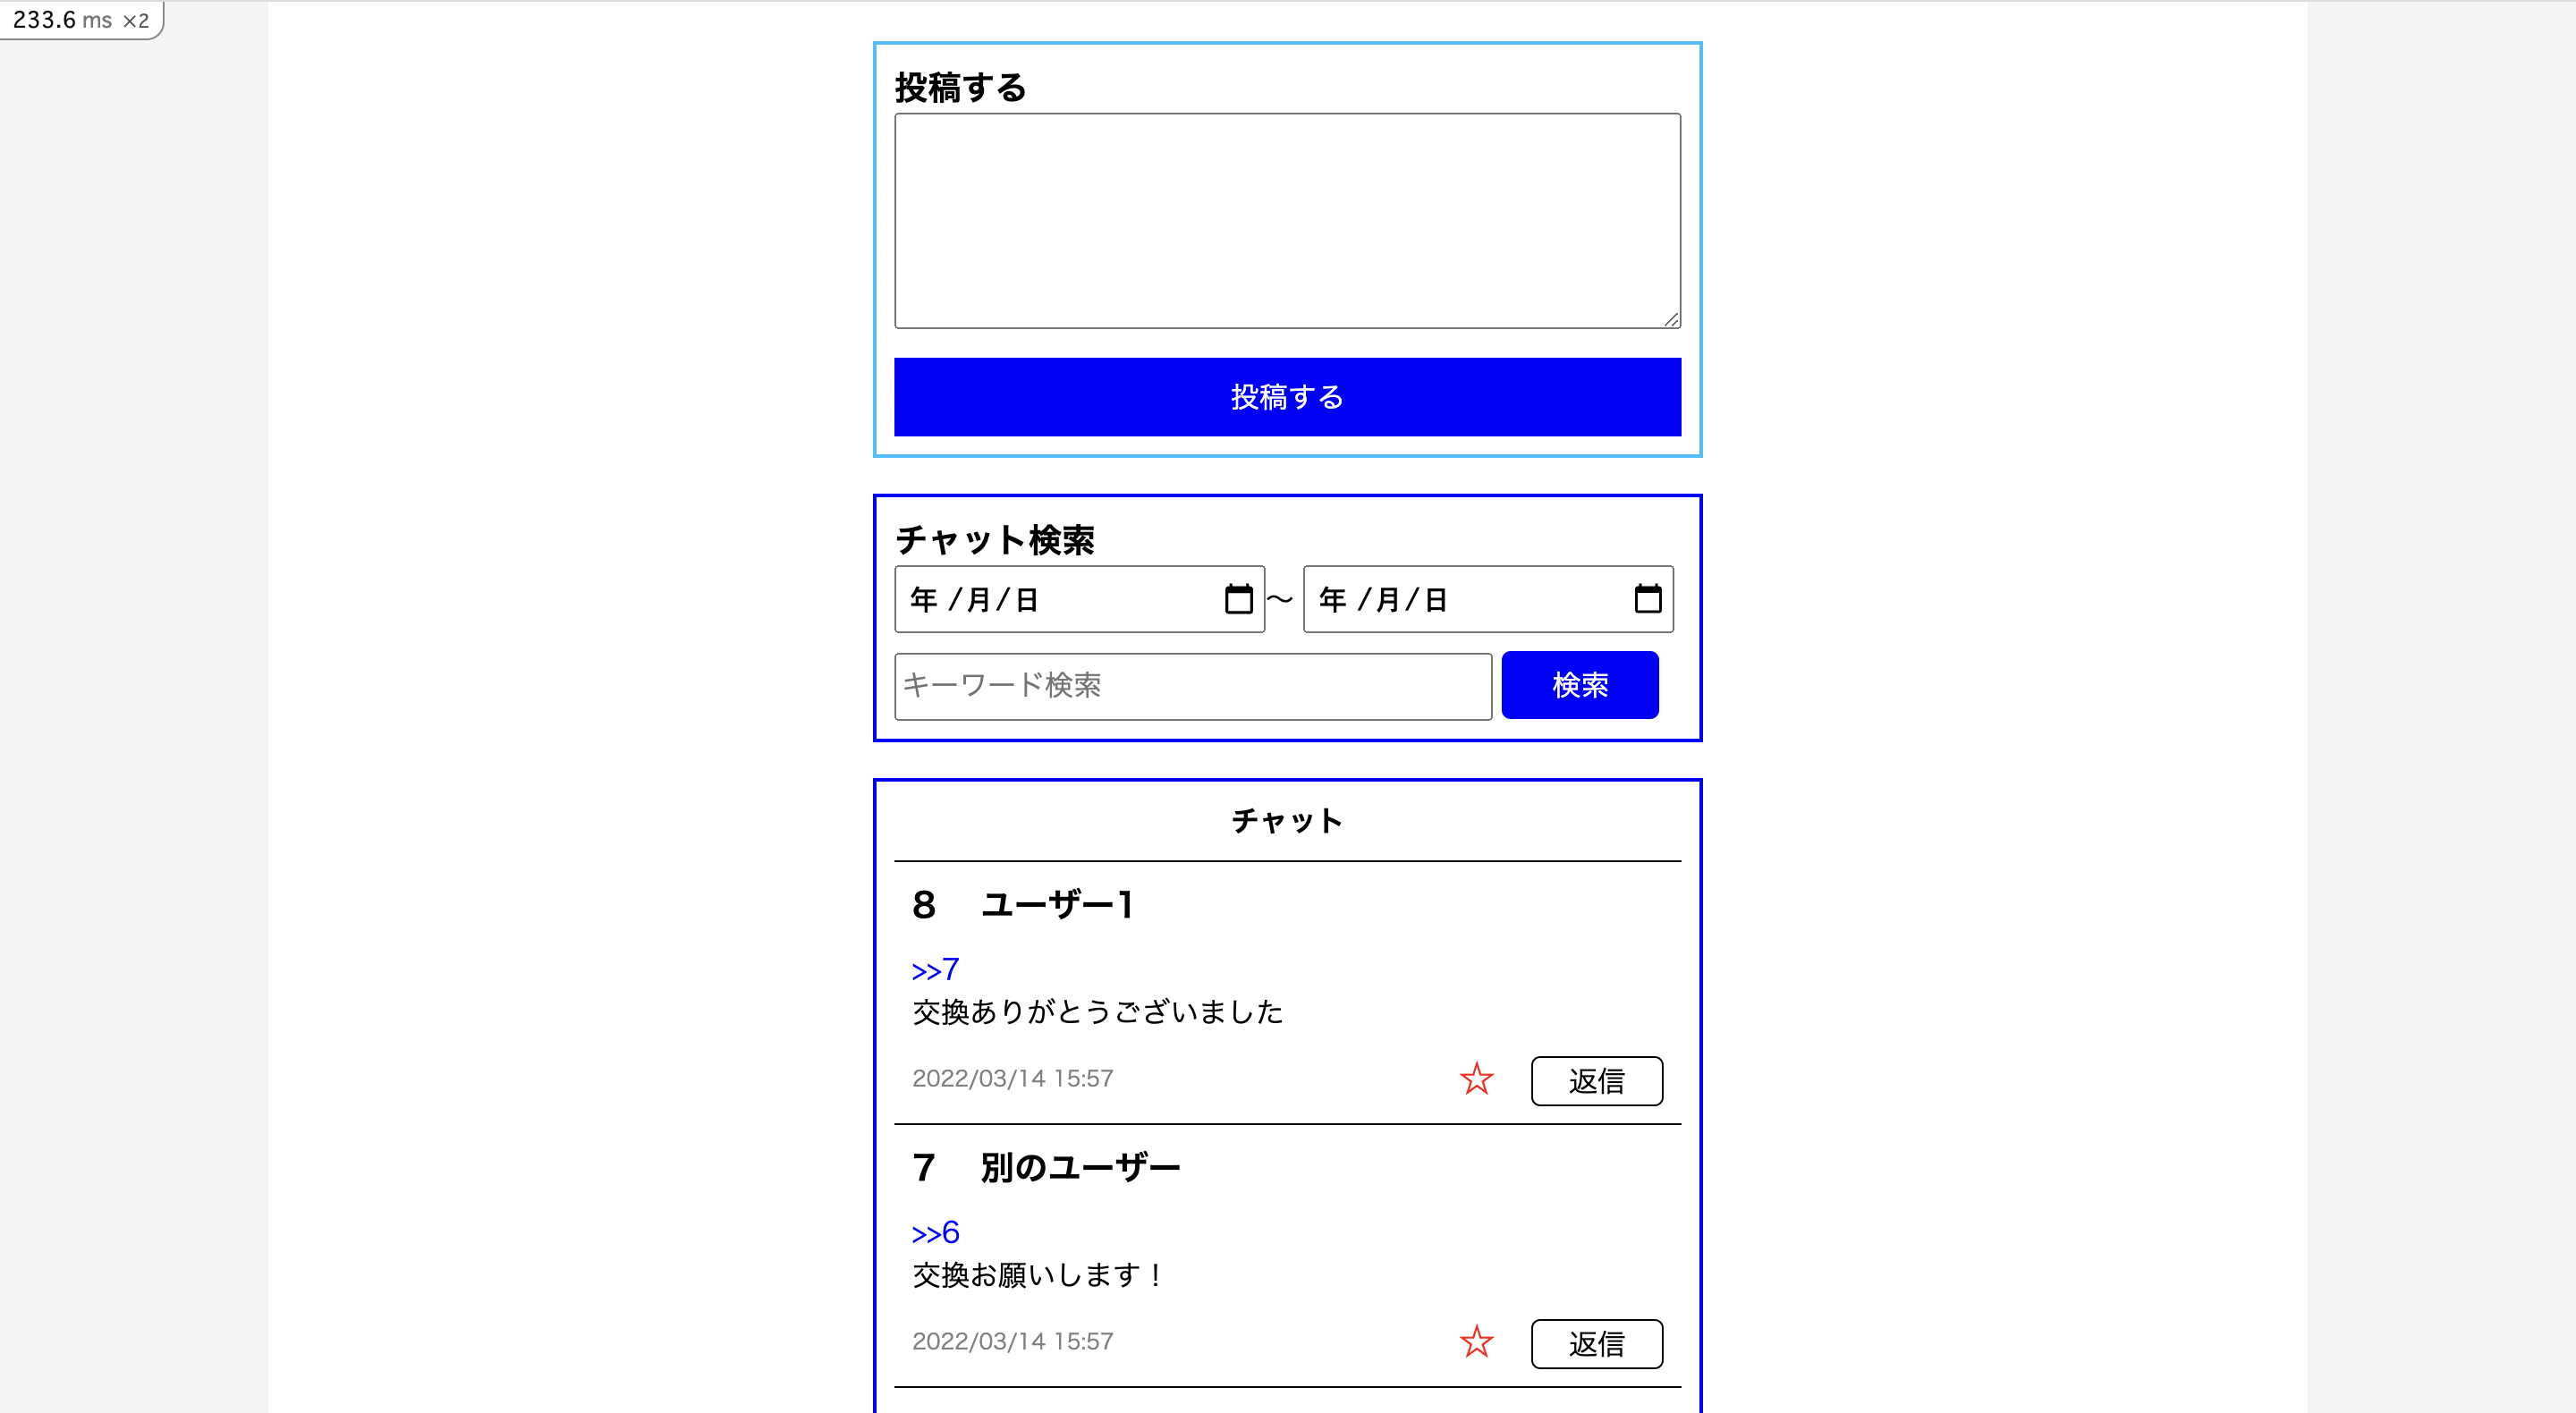 233.6 ms ×2
投稿する
投稿する
チャット検索
年 /月/日 ～ 年 /月/日
キーワード検索 検索
チャット
8 ユーザー1
>>7
交換ありがとうございました
2022/03/14 15:57 ☆ 返信
7 別のユーザー
>>6
交換お願いします！
2022/03/14 15:57 ☆ 返信